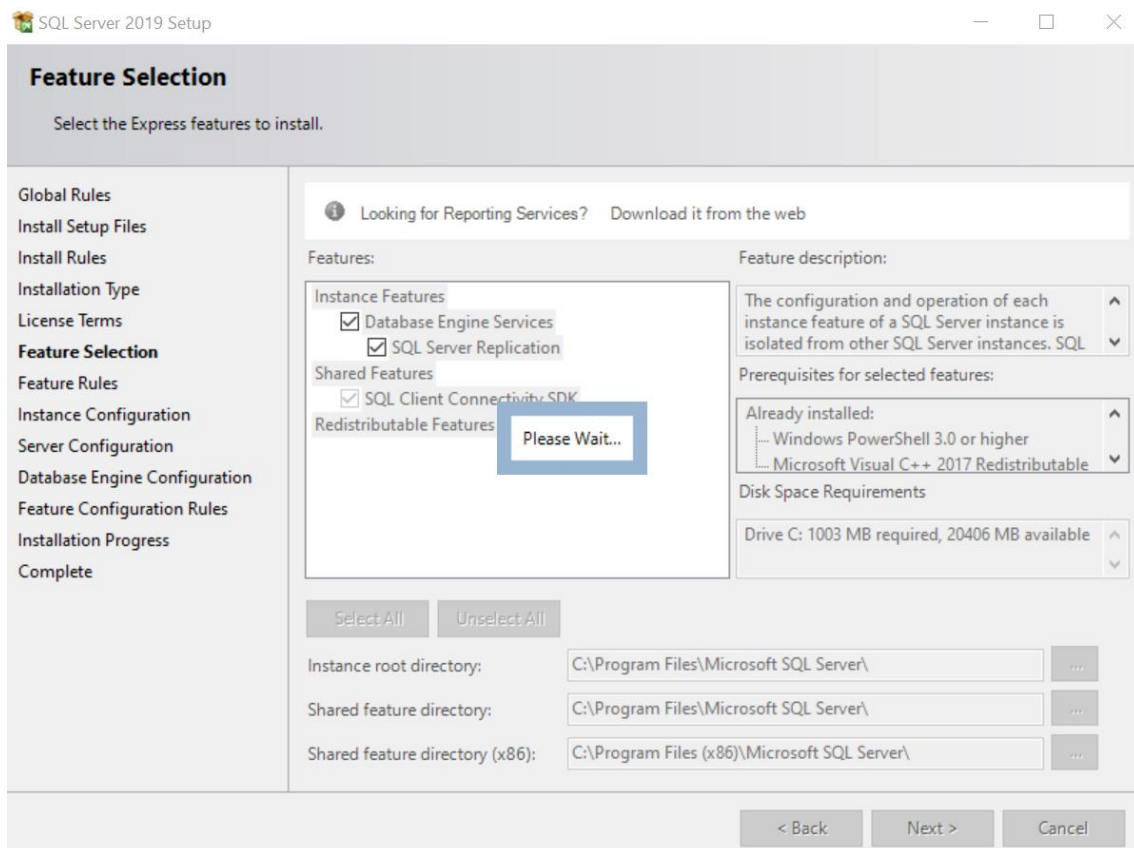 SQL Server 2019 Setup
Feature Selection
Select the Express features to install.
Global Rules
Install Setup Files
Install Rules
Installation Type
License Terms
Feature Selection
Feature Rules
Instance Configuration
Server Configuration
Database Engine Configuration
Feature Configuration Rules
Installation Progress
Complete
Looking for Reporting Services? Download it from the web
Features:
Instance Features
Database Engine Services
SQL Server Replication
Shared Features
SQL Client Connectivity SDK
Redistributable Features
Please Wait...
Feature description:
The configuration and operation of each
instance feature of a SQL Server instance is
isolated from other SQL Server instances. SQL
Prerequisites for selected features:
Already installed:
Windows PowerShell 3.0 or higher
Microsoft Visual C++ 2017 Redistributable
Disk Space Requirements
Drive C: 1003 MB required, 20406 MB available
Select All Unselect All
Instance root directory: C:\Program Files\Microsoft SQL Server\ ...
Shared feature directory: C:\Program Files\Microsoft SQL Server\ ...
Shared feature directory (x86): C:\Program Files (x86)\Microsoft SQL Server\ ...
< Back Next > Cancel